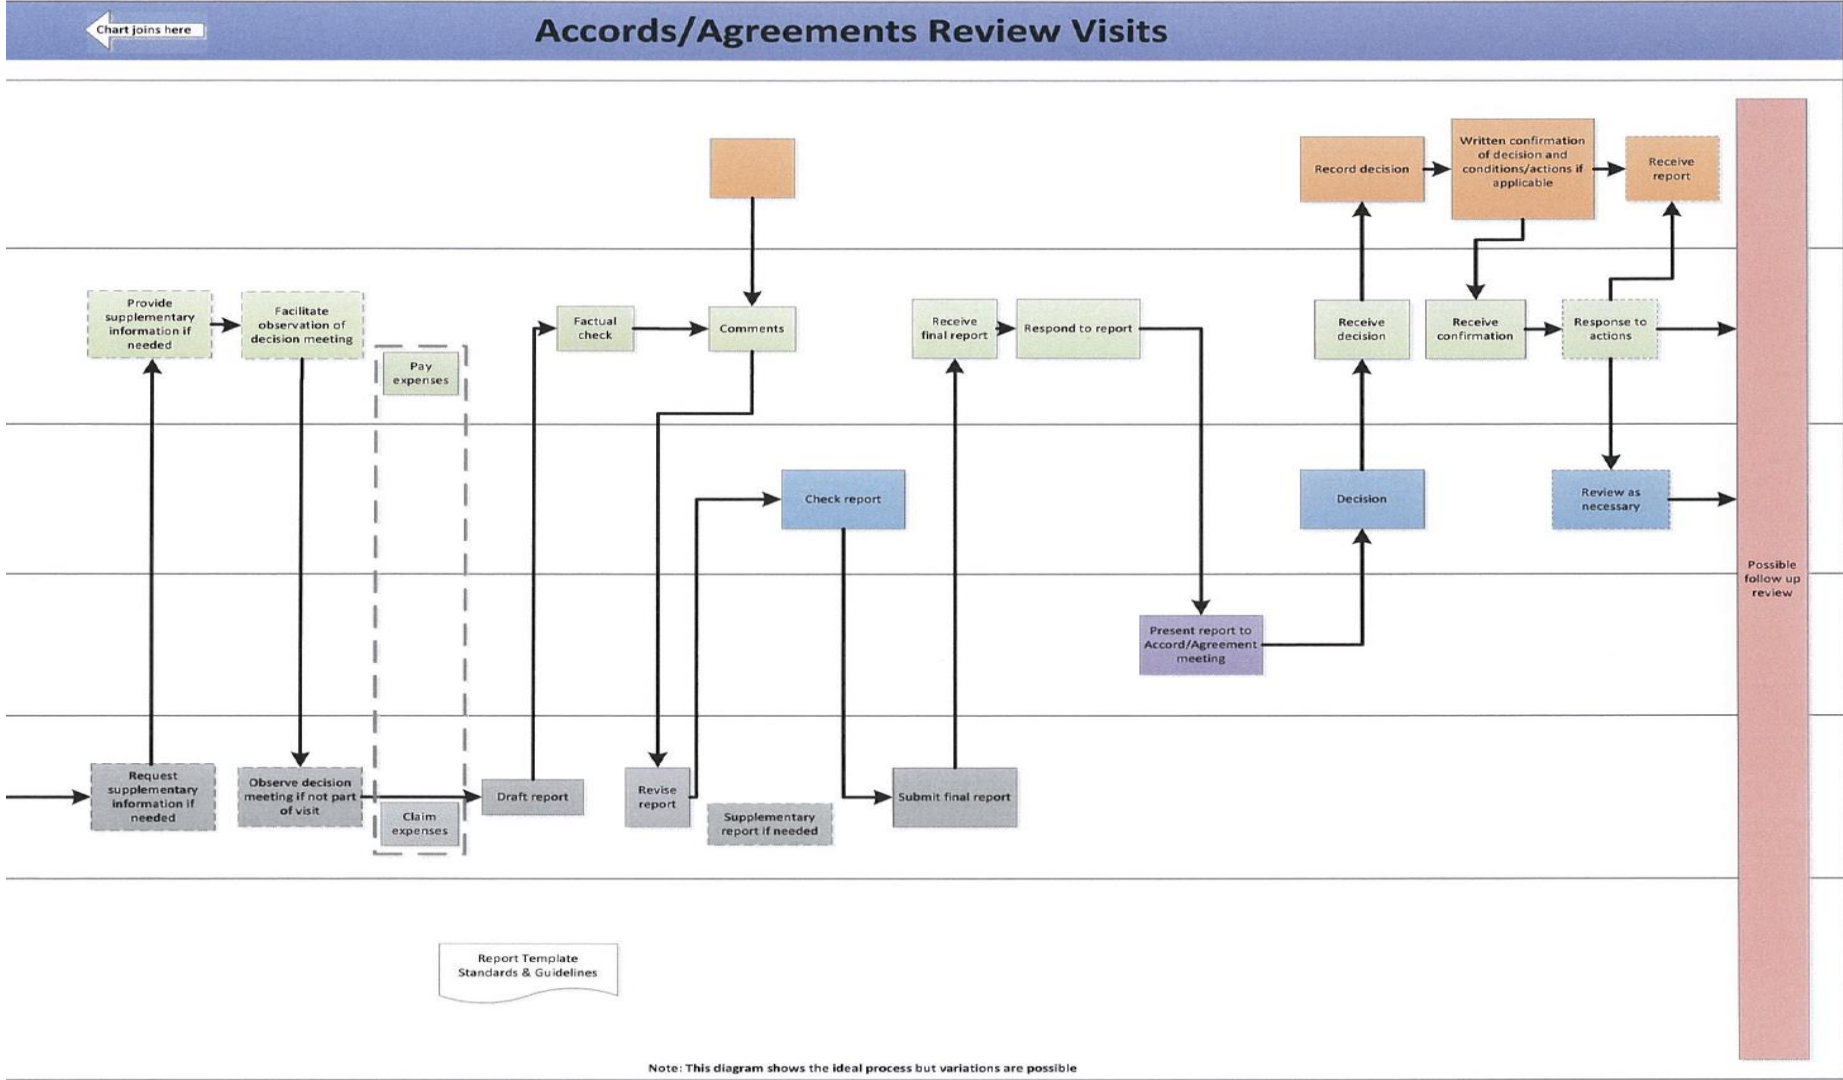 Chart joins here
Accords/Agreements Review Visits
Record decision
Written confirmation
of decision and
conditions/actions if
applicable
Receive
report
Provide
supplementary
information if
needed
Facilitate
observation of
decision meeting
Pay
expenses
Factual
check
Comments
Receive
final report
Respond to report
Receive
decision
Receive
confirmation
Response to
actions
Check report
Decision
Review as
necessary
Possible
follow up
review
Present report to
Accord/Agreement
meeting
Request
supplementary
information if
needed
Observe decision
meeting if not part
of visit
Claim
expenses
Draft report
Revise
report
Supplementary
report if needed
Submit final report
Report Template
Standards & Guidelines
Note: This diagram shows the ideal process but variations are possible